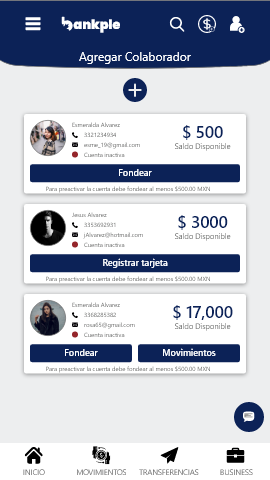 bankple
Agregar Colaborador
Esmeralda Alvarez
3321234934
esme_19@gmail.com
Cuenta inactiva
$ 500
Saldo Disponible
Fondear
Para preactivar la cuenta debe fondear al menos $500.00 MXN
Jesus Alvarez
3353692931
jAlvarez@hotmail.com
Cuenta inactiva
$ 3000
Saldo Disponible
Registrar tarjeta
Para preactivar la cuenta debe fondear al menos $500.00 MXN
Esmeralda Alvarez
3368285382
rosa65@gmail.com
Cuenta inactiva
$ 17,000
Saldo Disponible
Fondear Movimientos
Para preactivar la cuenta debe fondear al menos $500.00 MXN
INICIO MOVIMIENTOS TRANSFERENCIAS BUSINESS